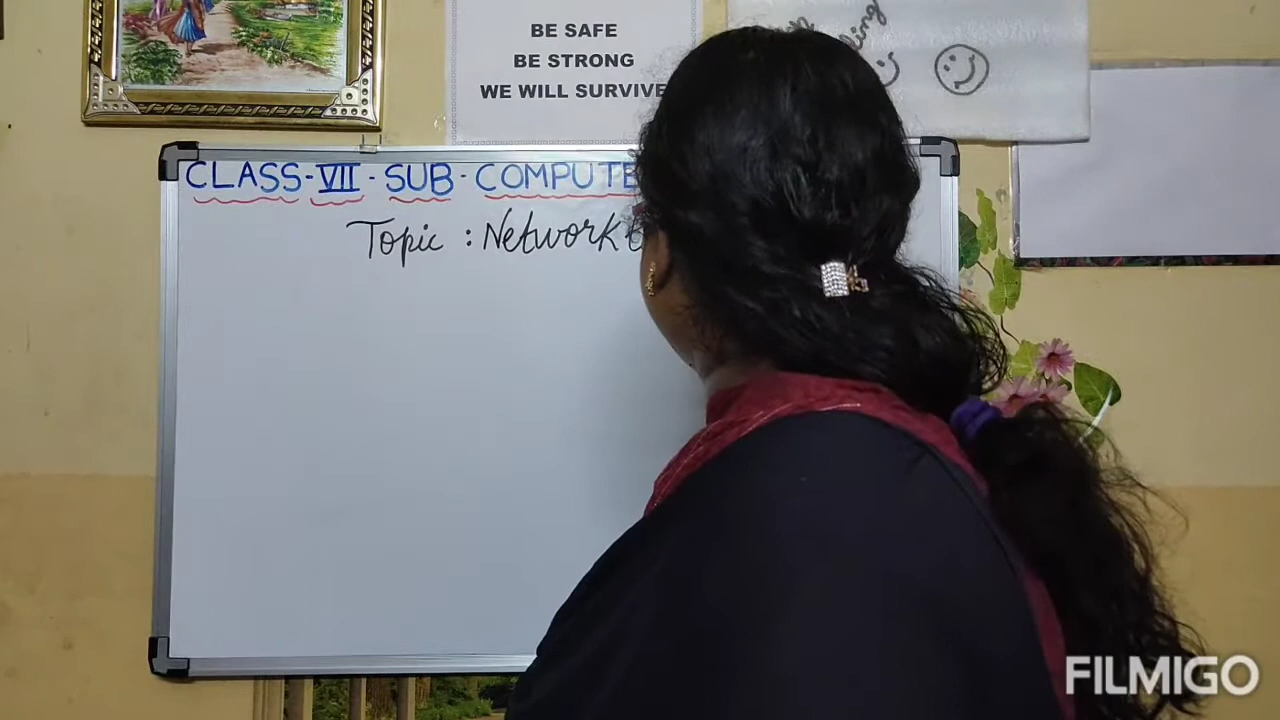 BE SAFE
BE STRONG
WE WILL SURVIVE
CLASS-VII-SUB-COMPUTE
Topic : Network
FILMIGO